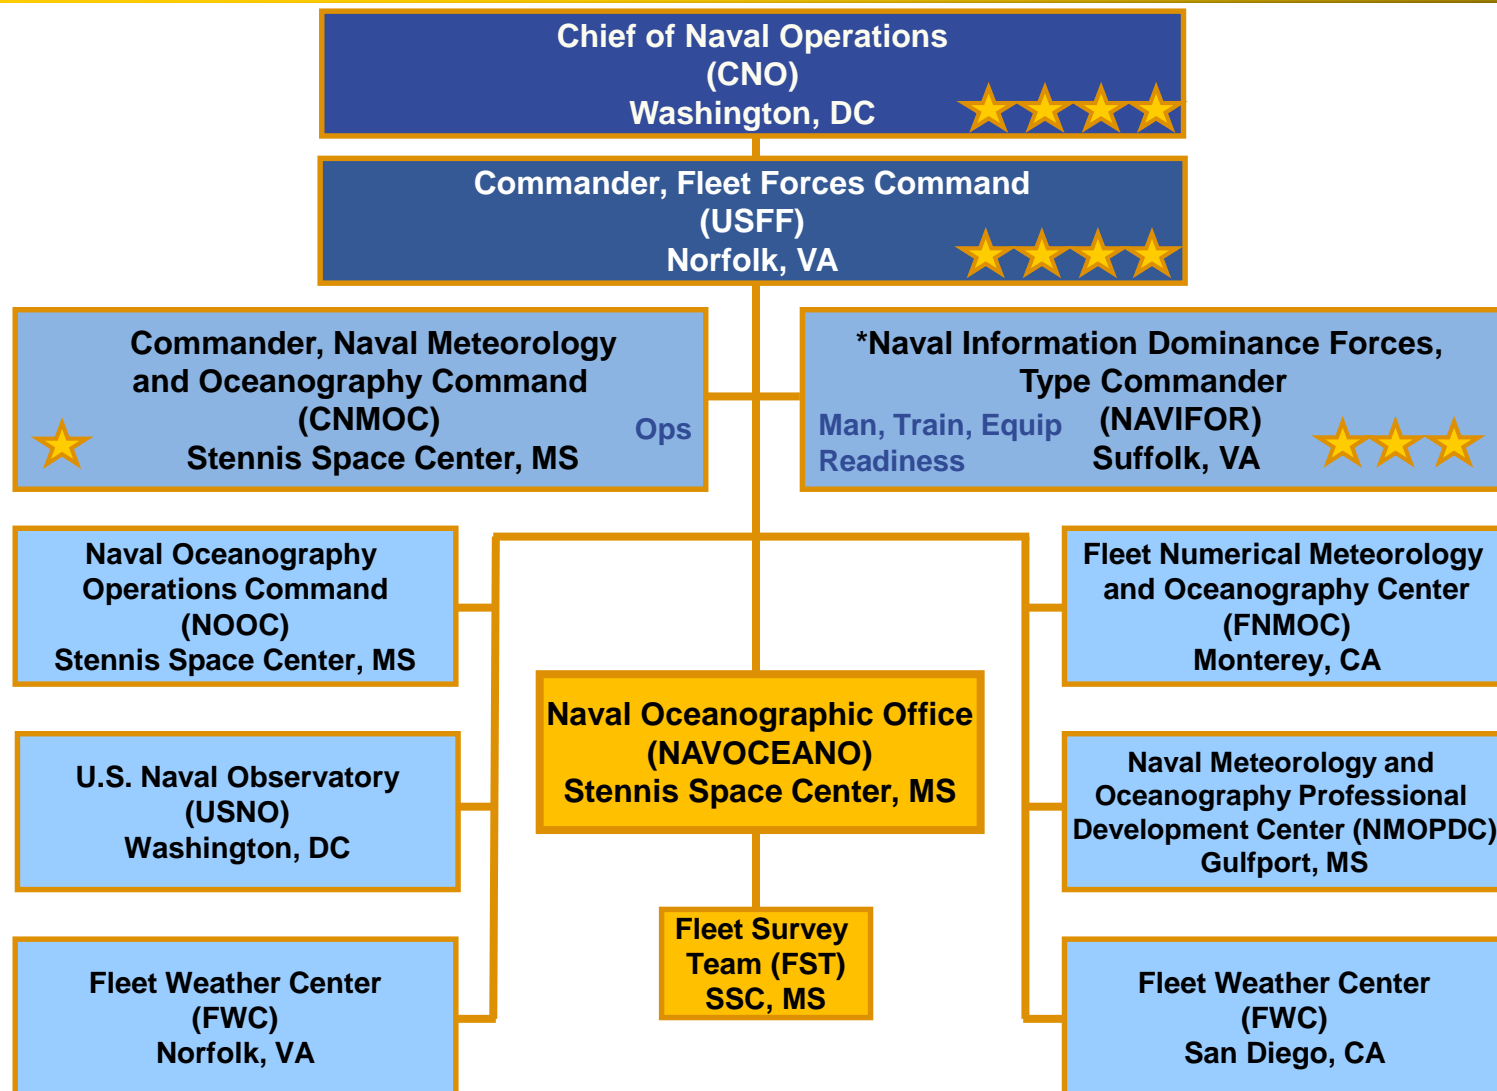 Chief of Naval Operations
(CNO)
Washington, DC
Commander, Fleet Forces Command
(USFF)
Norfolk, VA
Commander, Naval Meteorology
and Oceanography Command
(CNMOC)
Ops
Stennis Space Center, MS
*Naval Information Dominance Forces,
Type Commander
(NAVIFOR)
Suffolk, VA
Man, Train, Equip
Readiness
Naval Oceanography
Operations Command
(NOOC)
Stennis Space Center, MS
Fleet Numerical Meteorology
and Oceanography Center
(FNMOC)
Monterey, CA
Naval Oceanographic Office
(NAVOCEANO)
Stennis Space Center, MS
U.S. Naval Observatory
(USNO)
Washington, DC
Naval Meteorology and
Oceanography Professional
Development Center (NMOPDC)
Gulfport, MS
Fleet Survey
Team (FST)
SSC, MS
Fleet Weather Center
(FWC)
Norfolk, VA
Fleet Weather Center
(FWC)
San Diego, CA